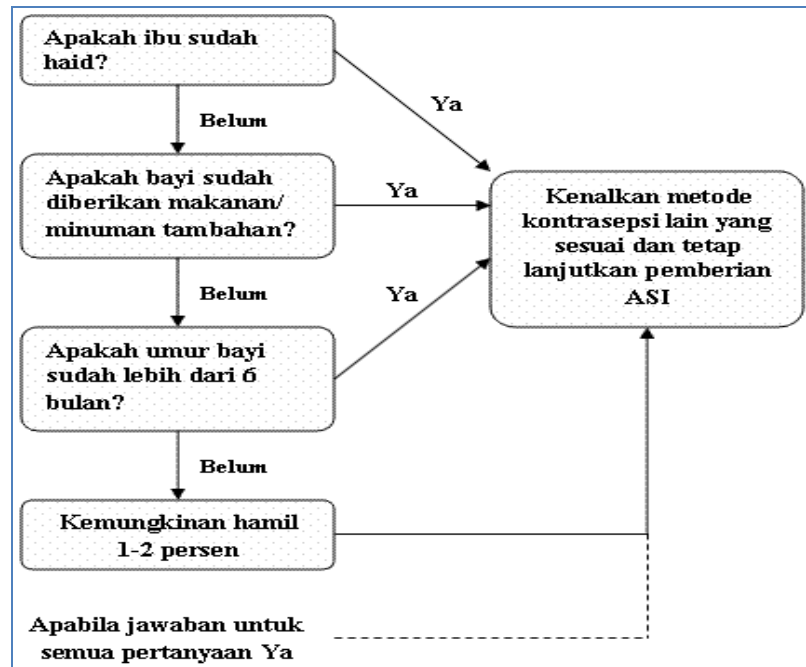 Apakah ibu sudah
haid?
Ya
Belum
Apakah bayi sudah
diberikan makanan/
minuman tambahan?
Ya
Kenalkan metode
kontrasepsi lain yang
sesuai dan tetap
lanjutkan pemberian
ASI
Belum
Ya
Apakah umur bayi
sudah lebih dari 6
bulan?
Belum
Kemungkinan hamil
1-2 persen
Apabila jawaban untuk
semua pertanyaan Ya